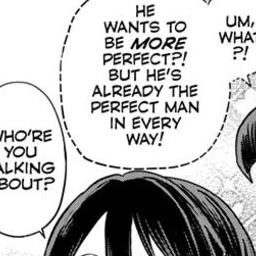 UM,
WHAT
?!
HE
WANTS TO
BE MORE
PERFECT?!
BUT HE'S
ALREADY THE
PERFECT MAN
IN EVERY
WAY!
WHO'RE
YOU
ALKING
BOUT?